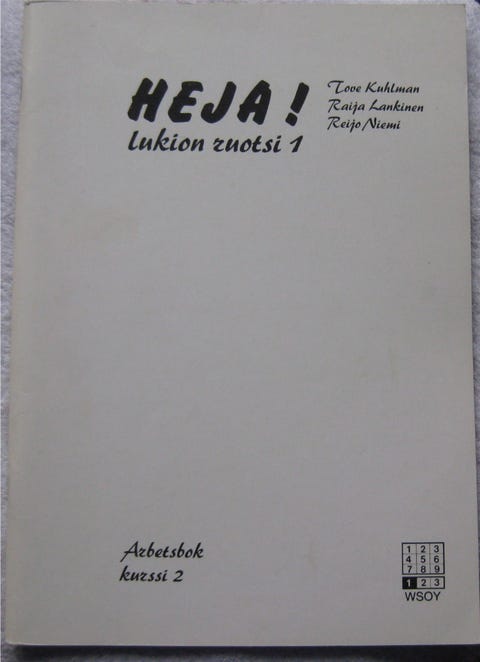 HEJA!
lukion ruotsi 1
Tove Kuhlman
Raija Lankinen
Reijo Niemi
Arbetsbok
kurssi 2
1 2 3
4 5 6
7 8 9
1 2 3
WSOY